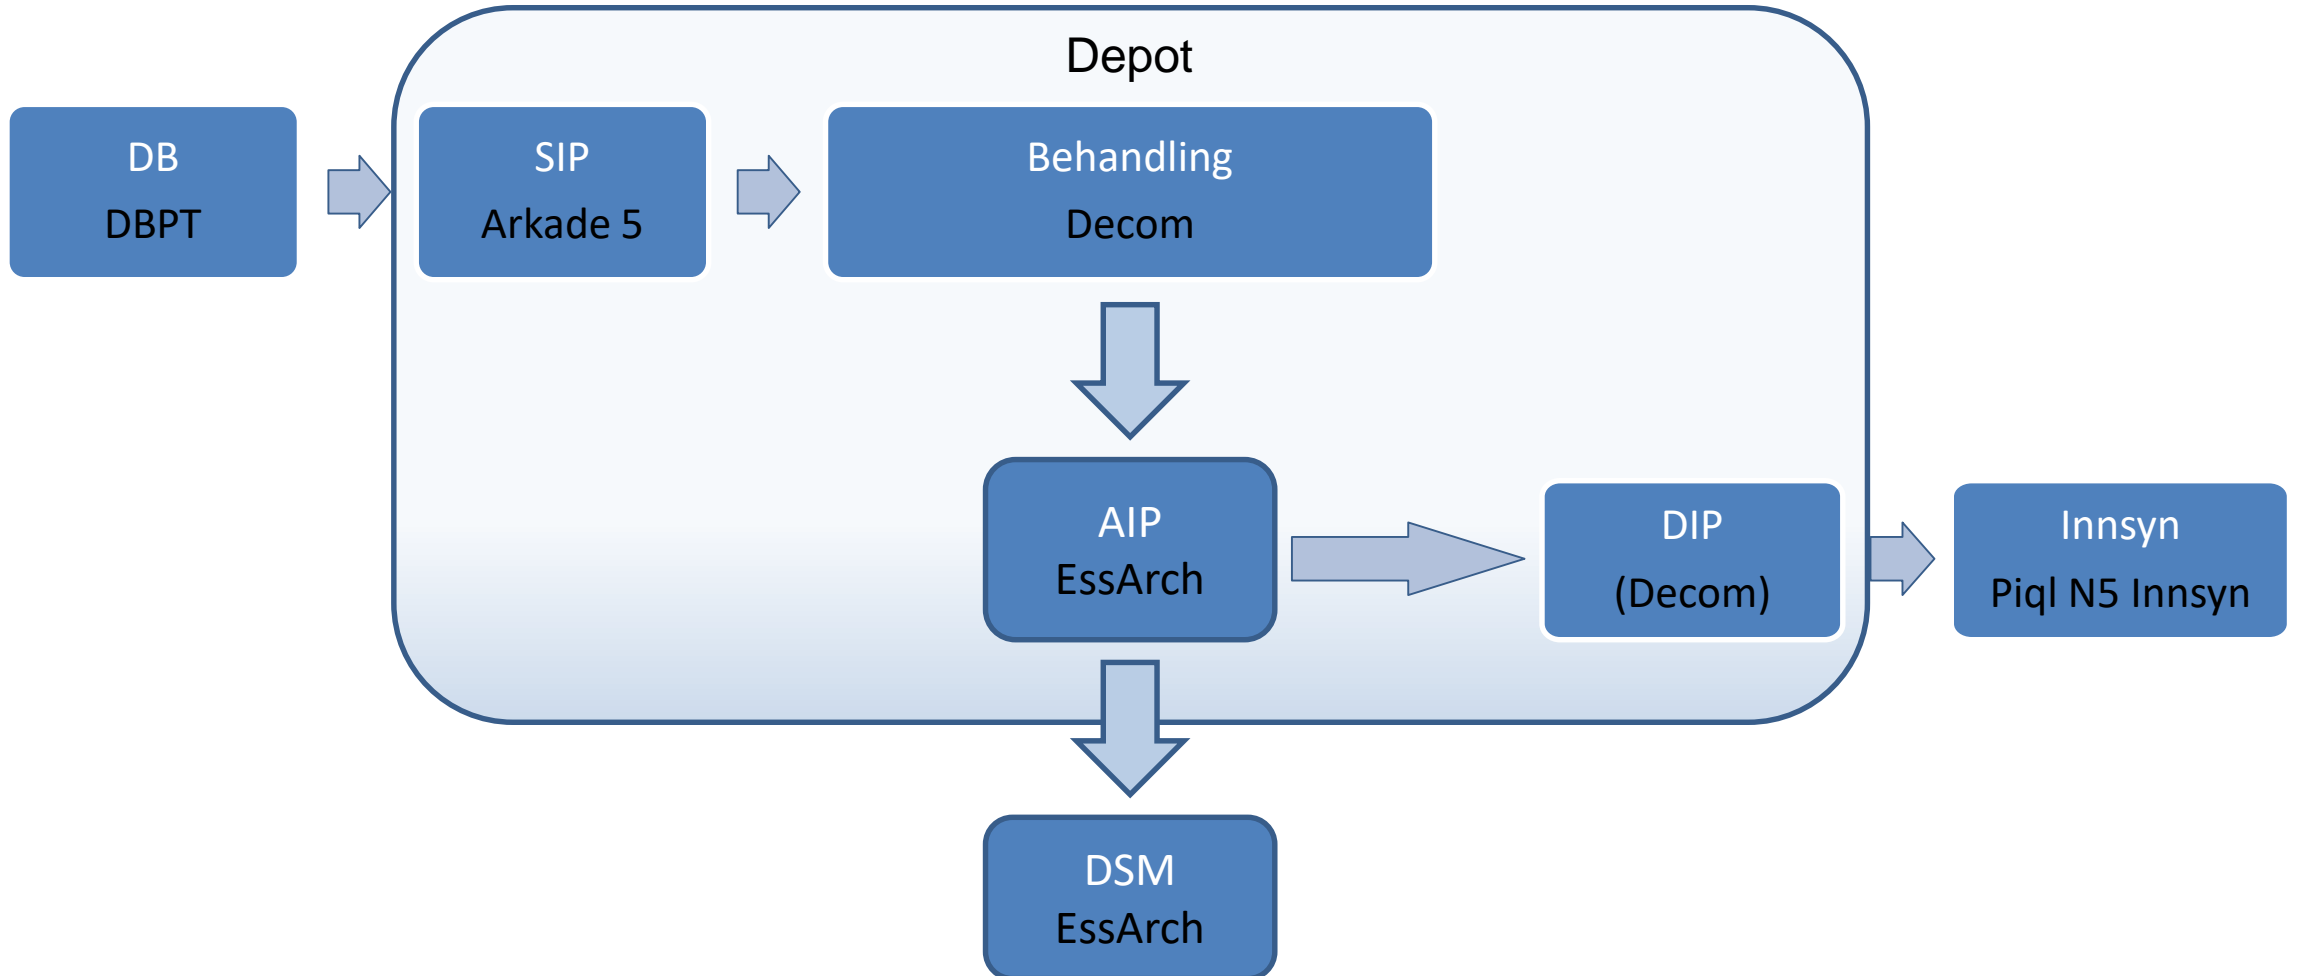 Depot
DB
DBPT
SIP
Arkade 5
Behandling
Decom
AIP
EssArch
DIP
(Decom)
Innsyn
Piql N5 Innsyn
DSM
EssArch